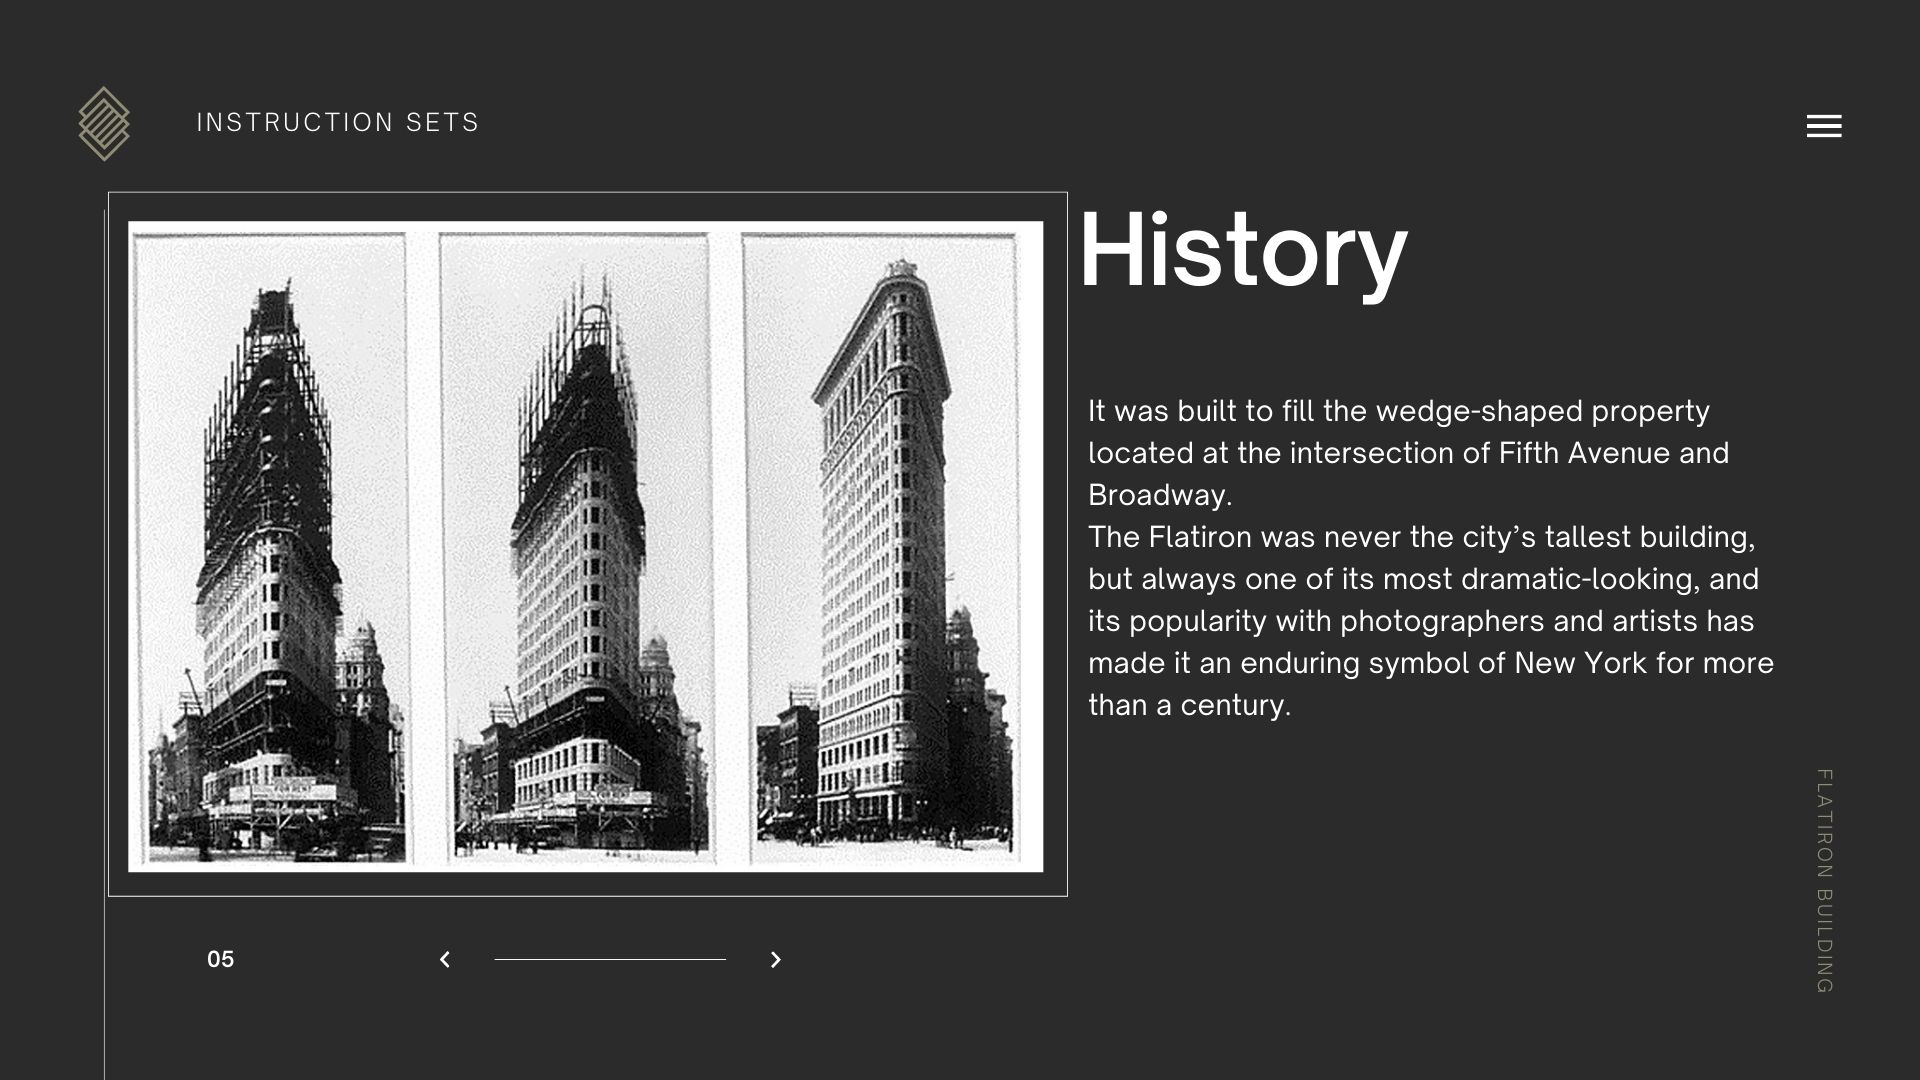 INSTRUCTION SETS
History
It was built to fill the wedge-shaped property
located at the intersection of Fifth Avenue and
Broadway.
The Flatiron was never the city’s tallest building,
but always one of its most dramatic-looking, and
its popularity with photographers and artists has
made it an enduring symbol of New York for more
than a century.
FOR RENT
05
FLATIRON BUILDING